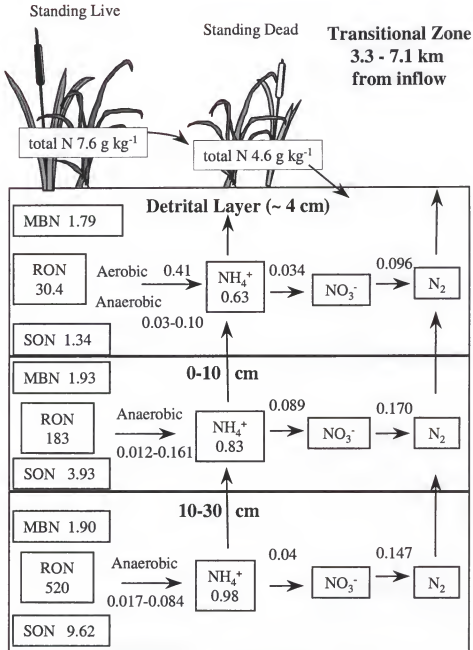 Standing Live
Standing Dead
Transitional Zone
3.3 - 7.1 km
from inflow
total N 7.6 g kg⁻¹
total N 4.6 g kg⁻¹
Detrital Layer (~ 4 cm)
MBN 1.79
RON
30.4
Aerobic 0.41
Anaerobic
0.03-0.10
NH₄⁺
0.63
0.034
NO₃⁻
0.096
N₂
SON 1.34
0-10 cm
MBN 1.93
RON
183
Anaerobic
0.012-0.161
NH₄⁺
0.83
0.089
NO₃⁻
0.170
N₂
SON 3.93
10-30 cm
MBN 1.90
RON
520
Anaerobic
0.017-0.084
NH₄⁺
0.98
0.04
NO₃⁻
0.147
N₂
SON 9.62